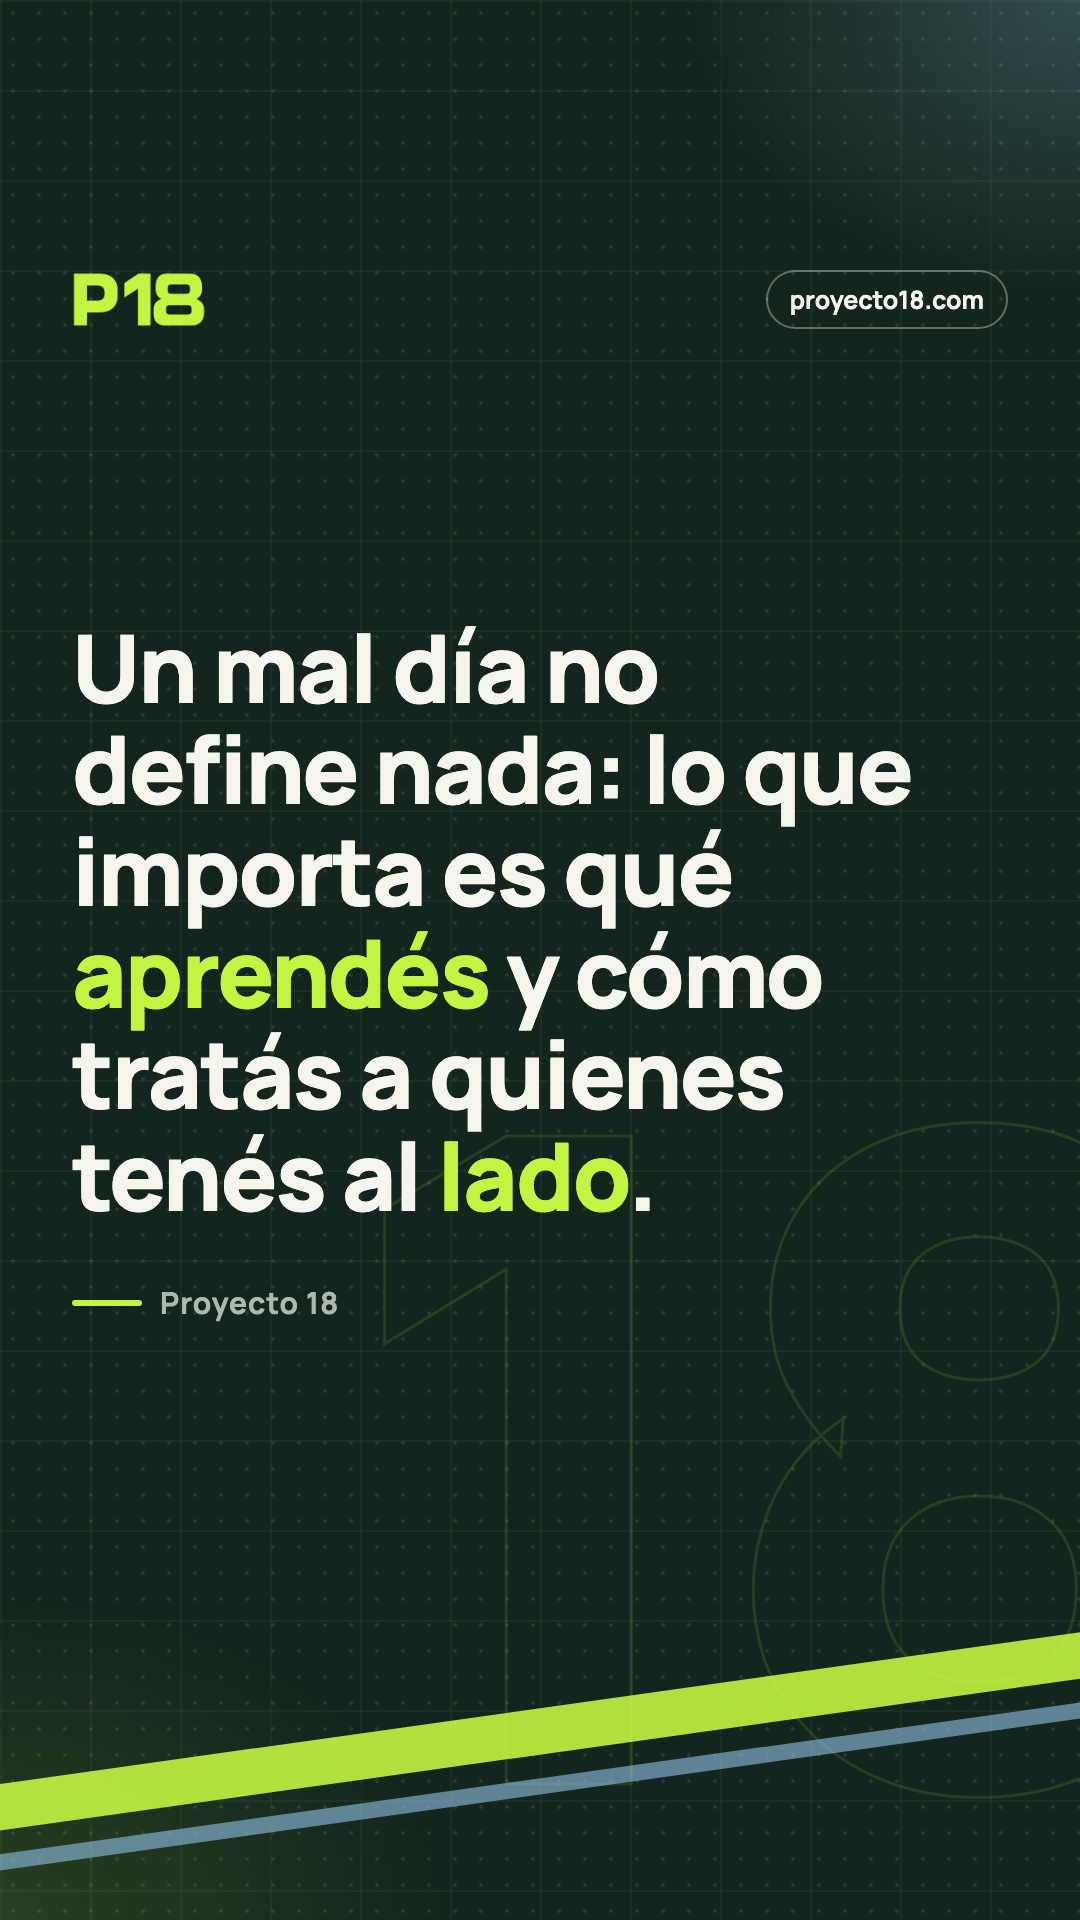 P18
proyecto18.com
Un mal día no
define nada: lo que
importa es qué
aprendés y cómo
tratás a quienes
tenés al lado.
Proyecto 18
18